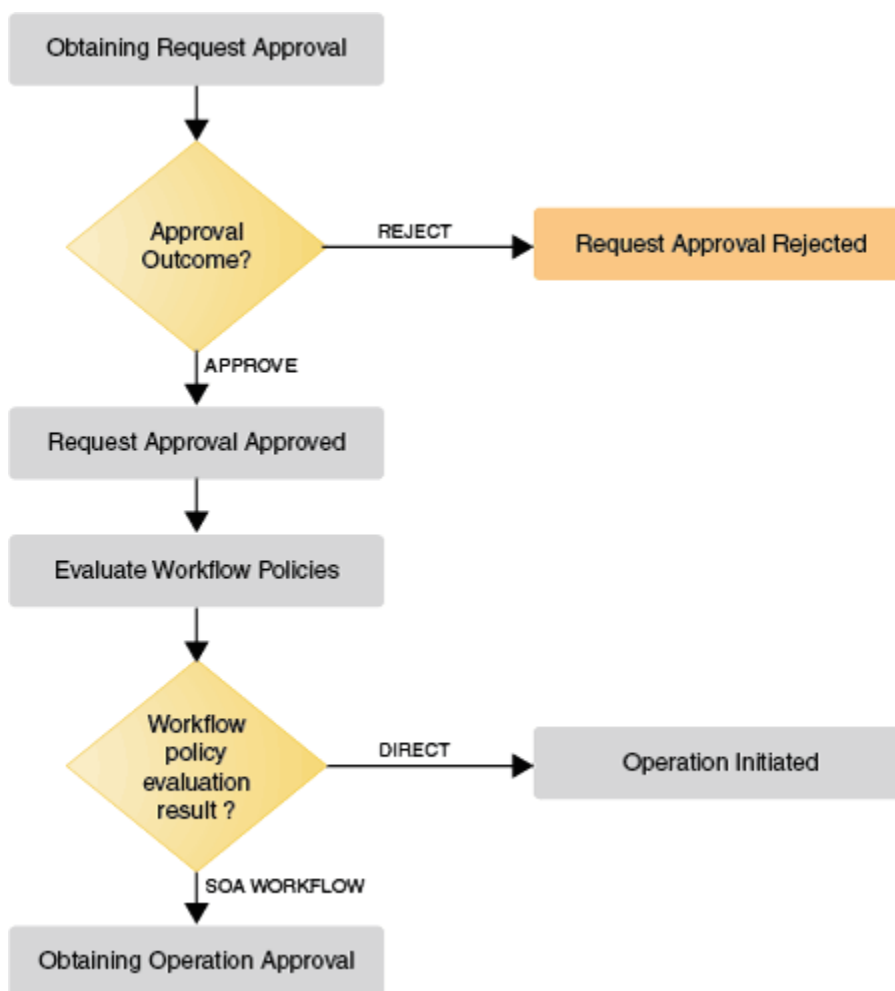 Obtaining Request Approval
Approval
Outcome?
REJECT
Request Approval Rejected
APPROVE
Request Approval Approved
Evaluate Workflow Policies
Workflow
policy
evaluation
result ?
DIRECT
Operation Initiated
SOA WORKFLOW
Obtaining Operation Approval